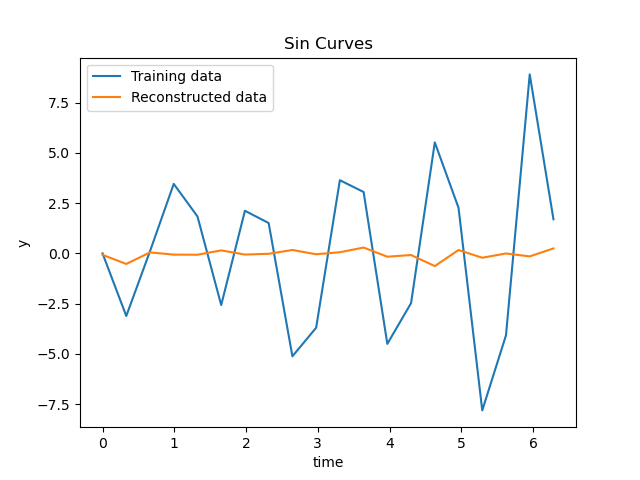 Sin Curves
Training data
Reconstructed data
7.5
5.0
2.5
0.0
−2.5
−5.0
−7.5
y
0 1 2 3 4 5 6
time